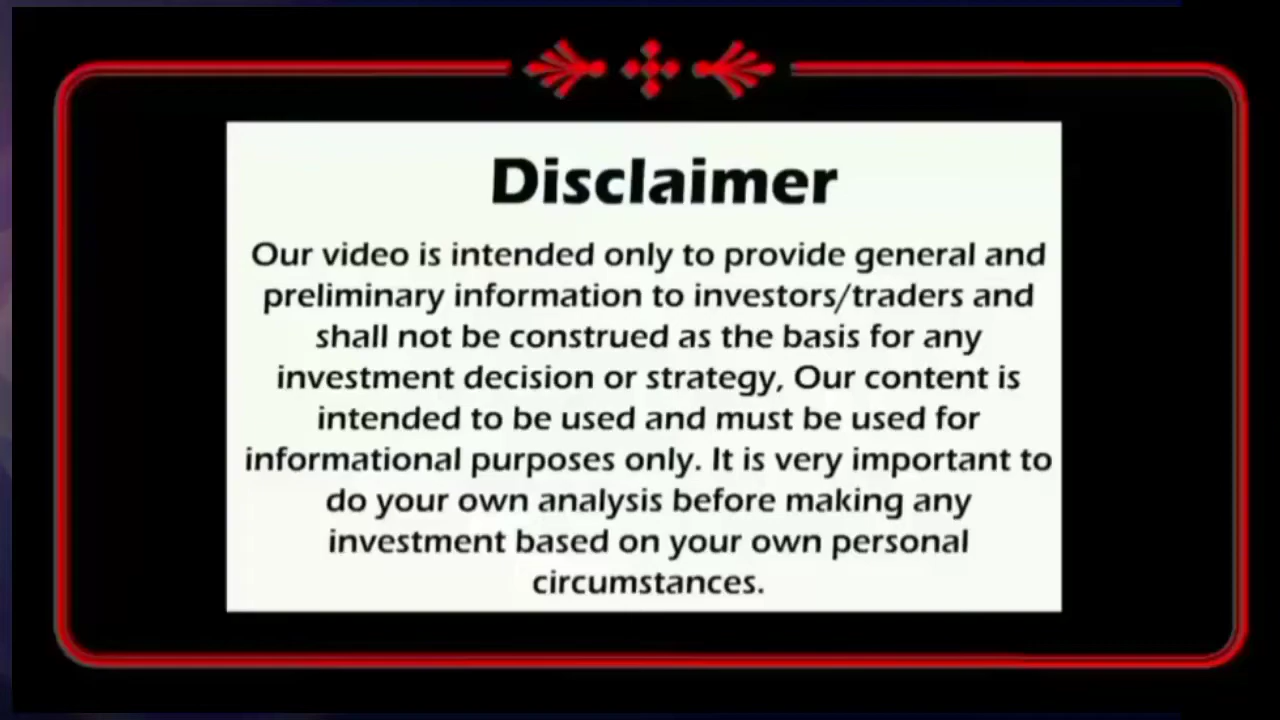 Disclaimer
Our video is intended only to provide general and
preliminary information to investors/traders and
shall not be construed as the basis for any
investment decision or strategy, Our content is
intended to be used and must be used for
informational purposes only. It is very important to
do your own analysis before making any
investment based on your own personal
circumstances.